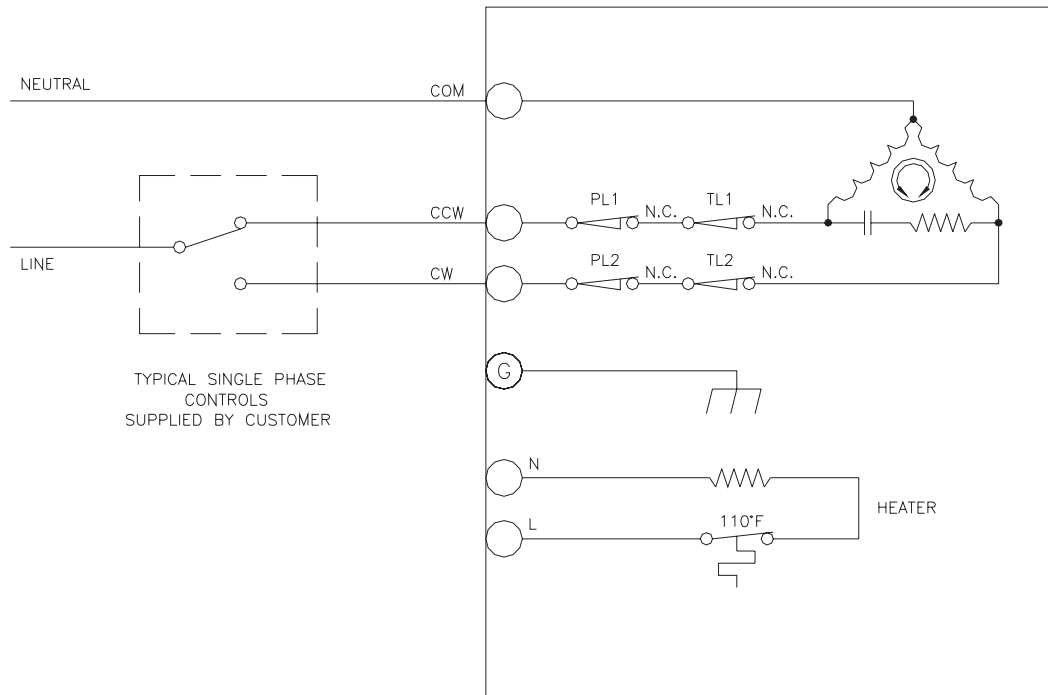 NEUTRAL
COM
CCW
PL1
N.C.
TL1
N.C.
LINE
CW
PL2
N.C.
TL2
N.C.
G
TYPICAL SINGLE PHASE
CONTROLS
SUPPLIED BY CUSTOMER
N
HEATER
L
110°F